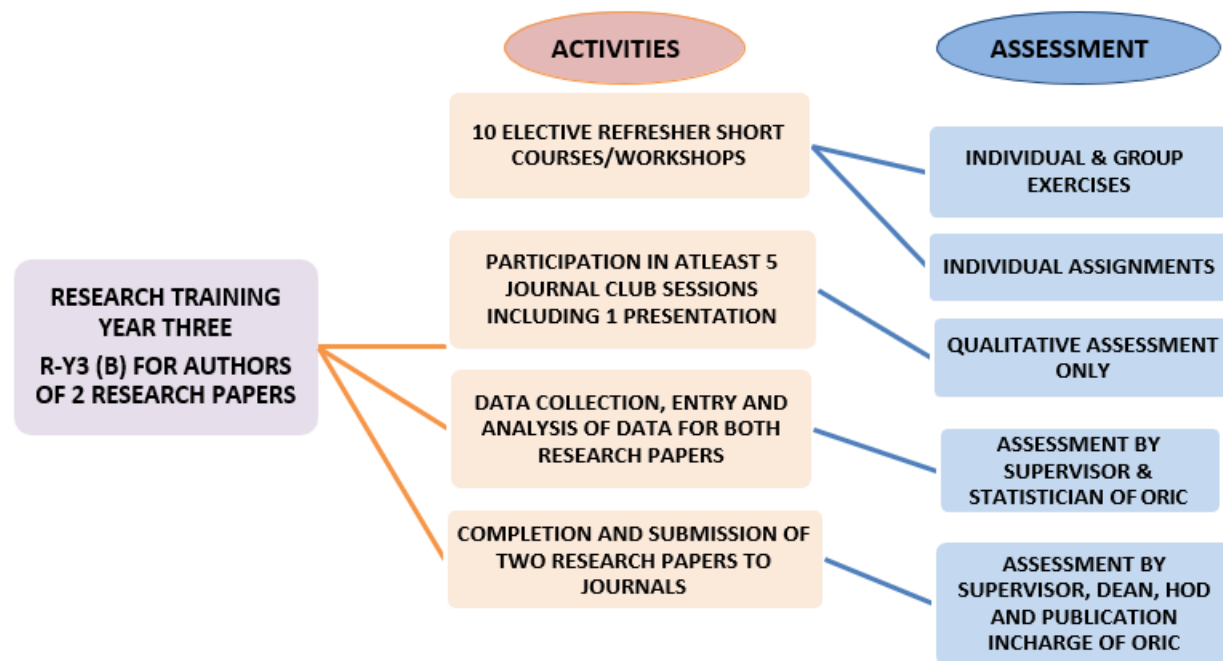 ACTIVITIES
ASSESSMENT
10 ELECTIVE REFRESHER SHORT
COURSES/WORKSHOPS
INDIVIDUAL & GROUP
EXERCISES
INDIVIDUAL ASSIGNMENTS
RESEARCH TRAINING
YEAR THREE
R-Y3 (B) FOR AUTHORS
OF 2 RESEARCH PAPERS
PARTICIPATION IN ATLEAST 5
JOURNAL CLUB SESSIONS
INCLUDING 1 PRESENTATION
QUALITATIVE ASSESSMENT
ONLY
DATA COLLECTION, ENTRY AND
ANALYSIS OF DATA FOR BOTH
RESEARCH PAPERS
ASSESSMENT BY
SUPERVISOR &
STATISTICIAN OF ORIC
COMPLETION AND SUBMISSION OF
TWO RESEARCH PAPERS TO
JOURNALS
ASSESSMENT BY
SUPERVISOR, DEAN, HOD
AND PUBLICATION
INCHARGE OF ORIC